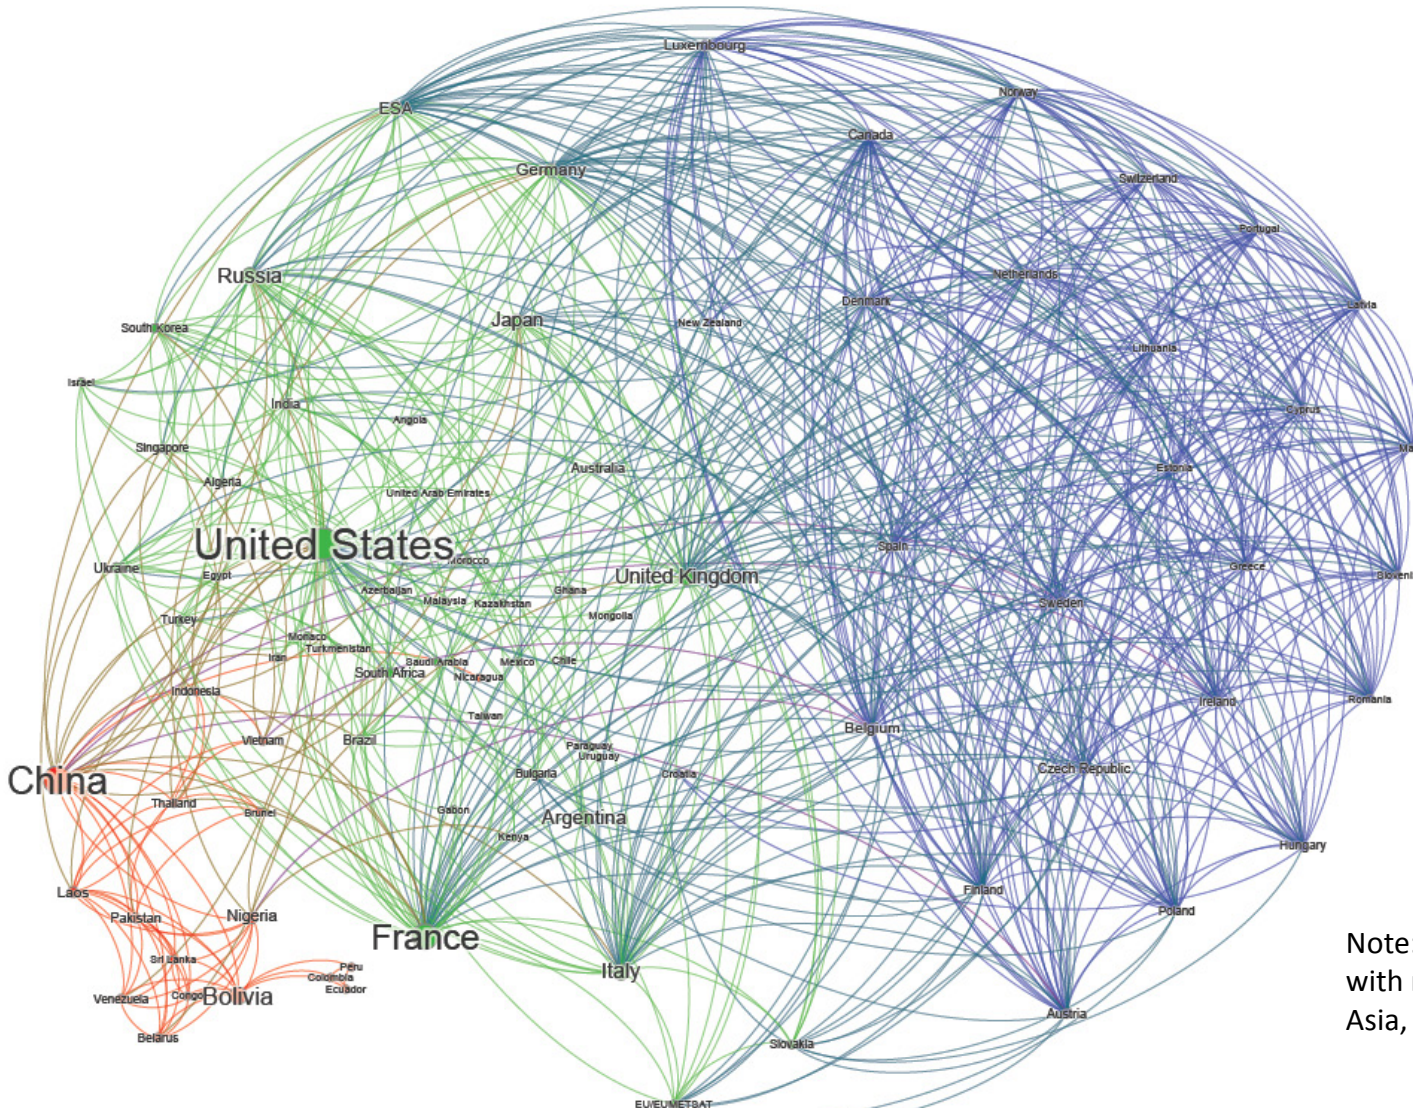 Luxembourg
Norway
ESA
Canada
Germany
Switzerland
Portugal
Russia
Netherlands
Denmark
Latvia
Japan
New Zealand
South Korea
Lithuania
Israel
India
Cyprus
Angola
Singapore
Ma
Australia
Estonia
Algeria
United Arab Emirates
United States
Spain
Morocco
Ukraine
Greece
Egypt
United Kingdom
Sloveni
Azerbaijan
Ghana
Malaysia
Kazakhstan
Sweden
Mongolia
Turkey
Monaco
Turkmenistan
Iran
Saudi Arabia
Mexico
Chile
South Africa
Nicaragua
Indonesia
Romania
Ireland
Taiwan
Belgium
Vietnam
Brazil
Paraguay
Uruguay
Czech Republic
Bulgaria
Croatia
China
Thailand
Gabon
Brunei
Argentina
Kenya
Hungary
Laos
Finland
Nigeria
Pakistan
Poland
France
Note:
with
Asia,
Sri Lanka
Peru
Italy
Colombia
Ecuador
Venezuela
Congo
Bolivia
Austria
Belarus
Slovakia
EU/EUMETSAT